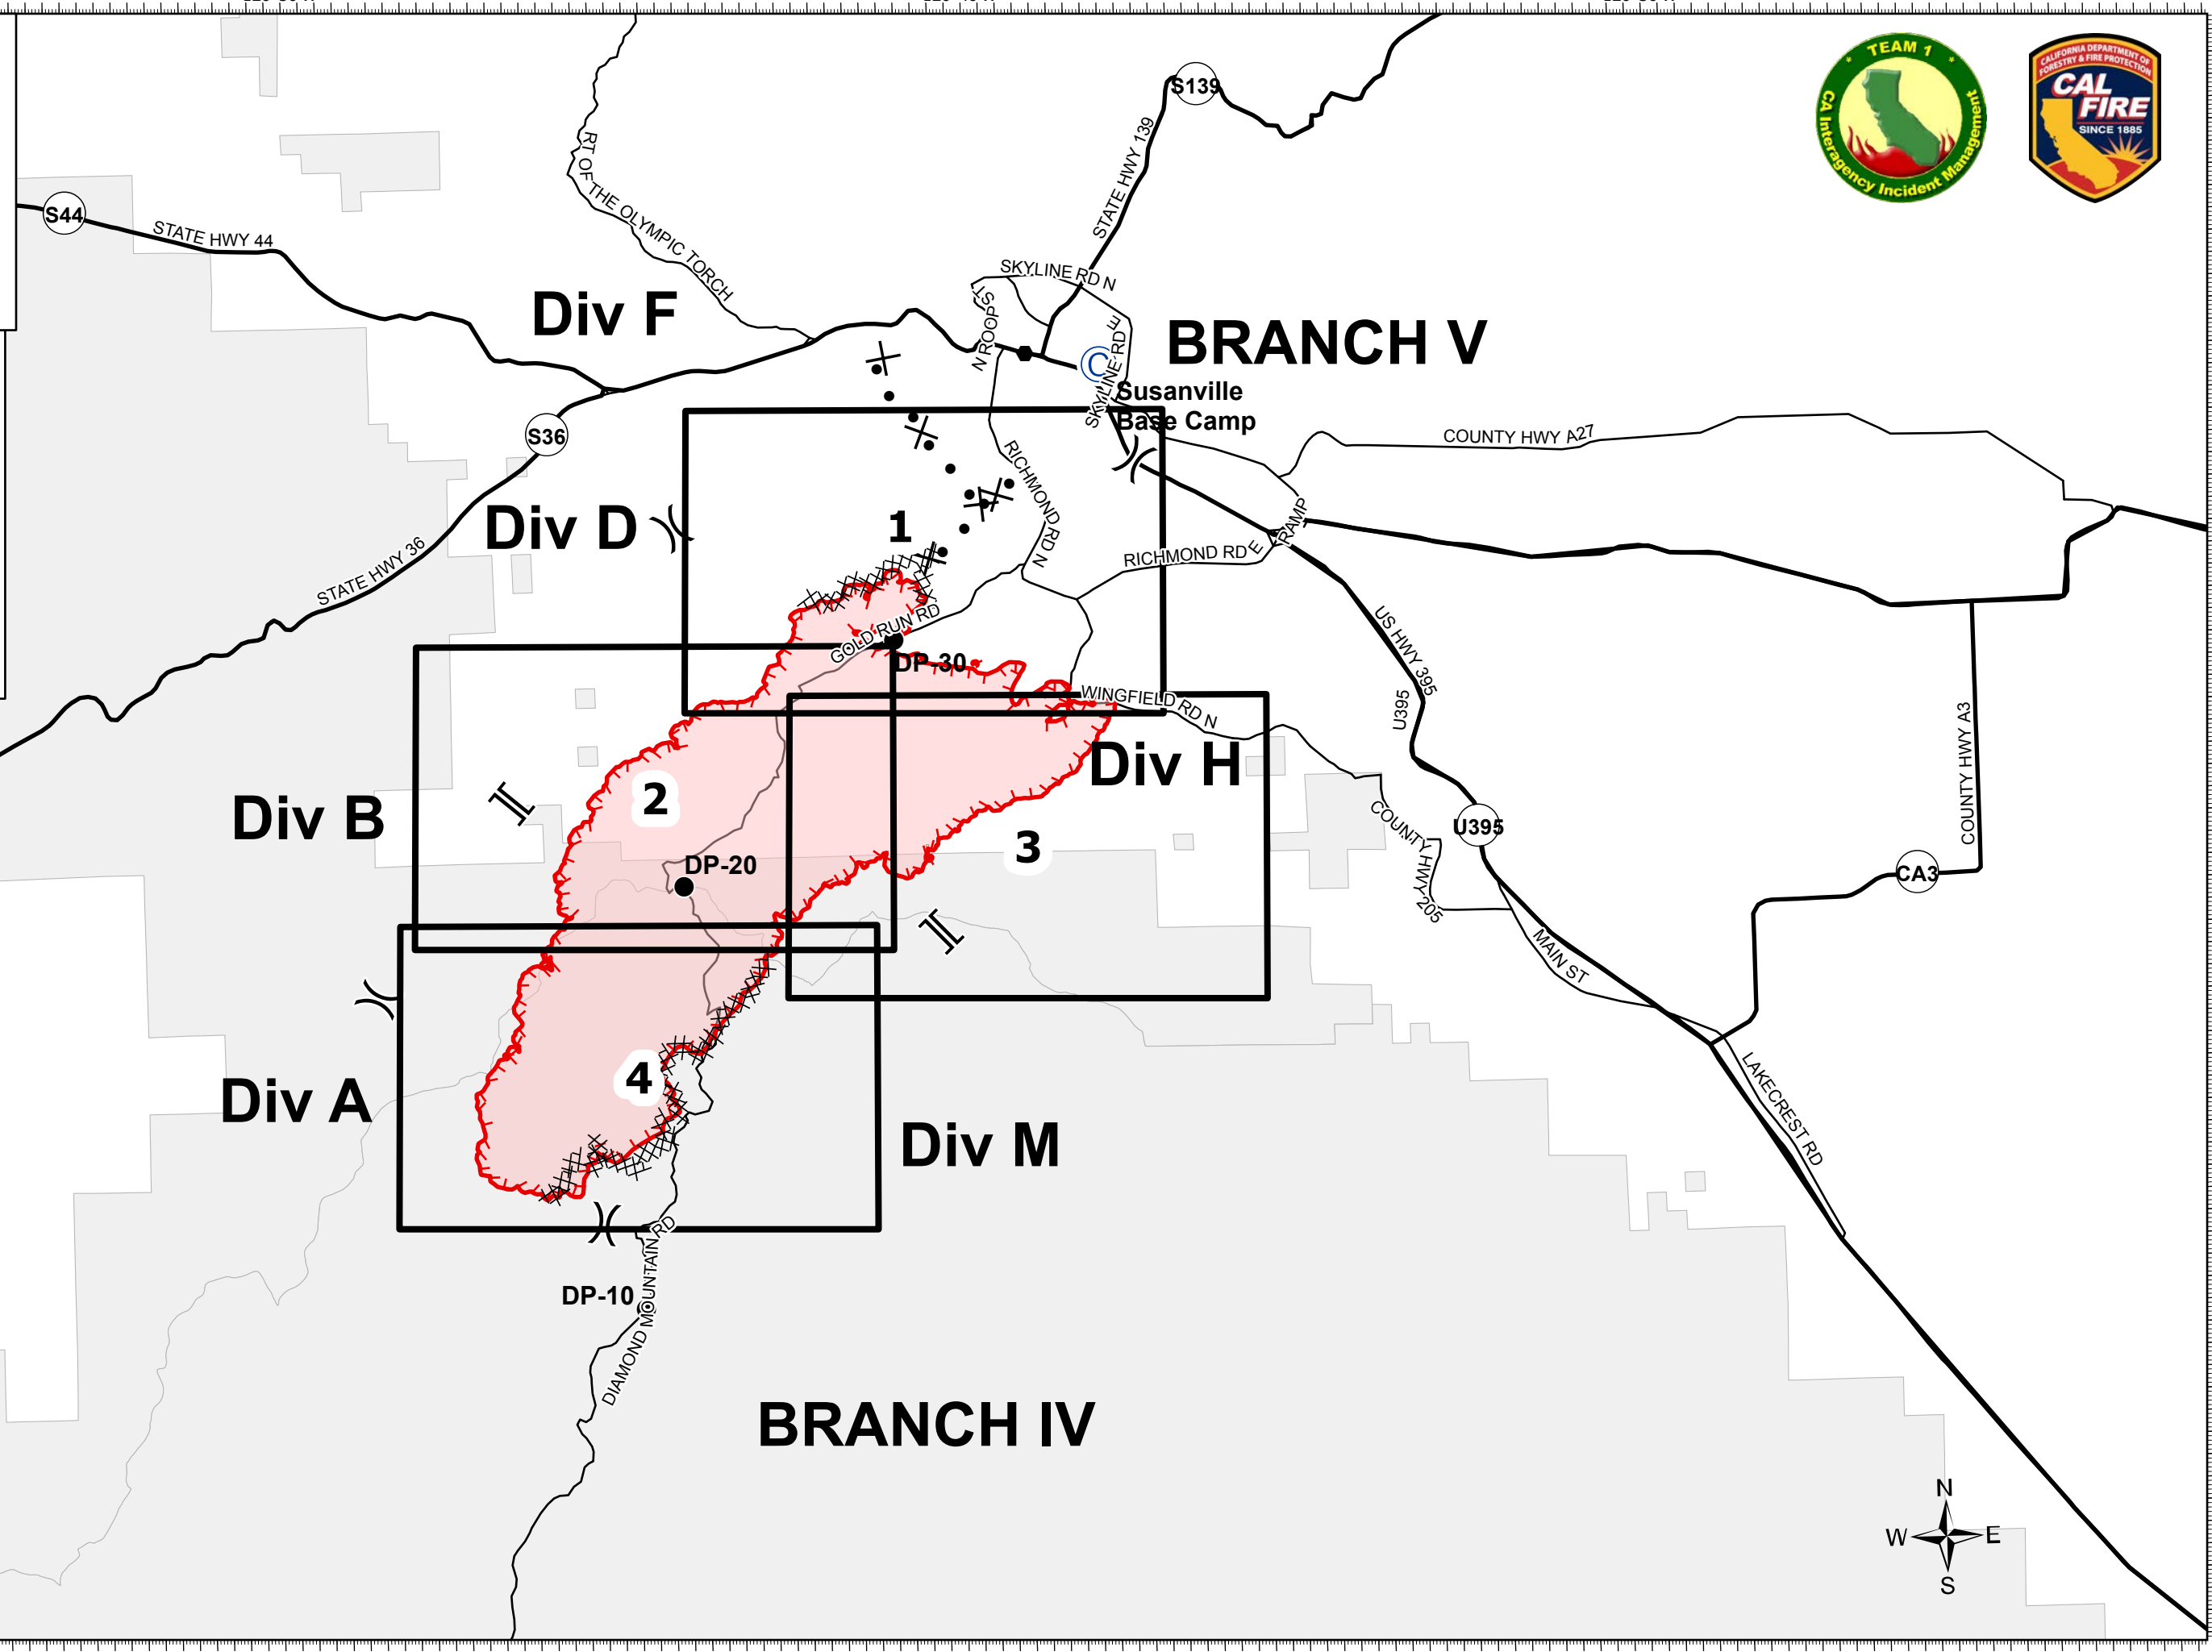 TEAM 1
CA Interagency Incident Management
CALIFORNIA DEPARTMENT OF
FORESTRY & FIRE PROTECTION
CAL
FIRE
SINCE 1885
S139
STATE HWY 139
RT OF THE OLYMPIC TORCH
S44
STATE HWY 44
SKYLINE RD N
N ROOP ST
SKYLINE RD E
Div F
BRANCH V
C
Susanville
Base Camp
S36
STATE HWY 36
COUNTY HWY A27
RICHMOND RD N
Div D
1
RAMP
RICHMOND RD E
GOLD RUN RD
DP-30
US HWY 395
U395
WINGFIELD RD N
COUNTY HWY A3
Div H
2
Div B
3
COUNTY HWY 205
U395
DP-20
CA3
MAIN ST
4
Div A
Div M
LAKECREST RD
DP-10
DIAMOND MOUNTAIN RD
BRANCH IV
N
W
E
S